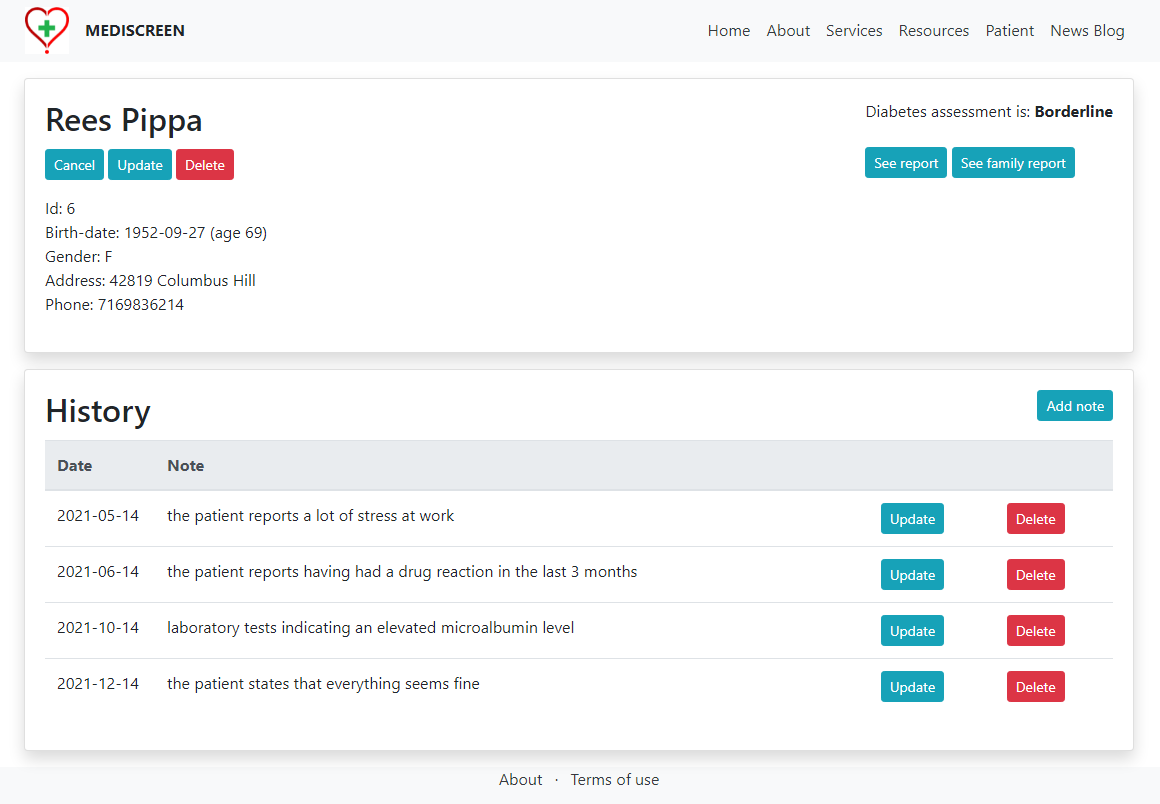 MEDISCREEN Home About Services Resources Patient News Blog
Rees Pippa
Diabetes assessment is: Borderline
Cancel Update Delete
See report See family report
Id: 6
Birth-date: 1952-09-27 (age 69)
Gender: F
Address: 42819 Columbus Hill
Phone: 7169836214
History
Add note
Date Note
2021-05-14 the patient reports a lot of stress at work Update Delete
2021-06-14 the patient reports having had a drug reaction in the last 3 months Update Delete
2021-10-14 laboratory tests indicating an elevated microalbumin level Update Delete
2021-12-14 the patient states that everything seems fine Update Delete
About · Terms of use